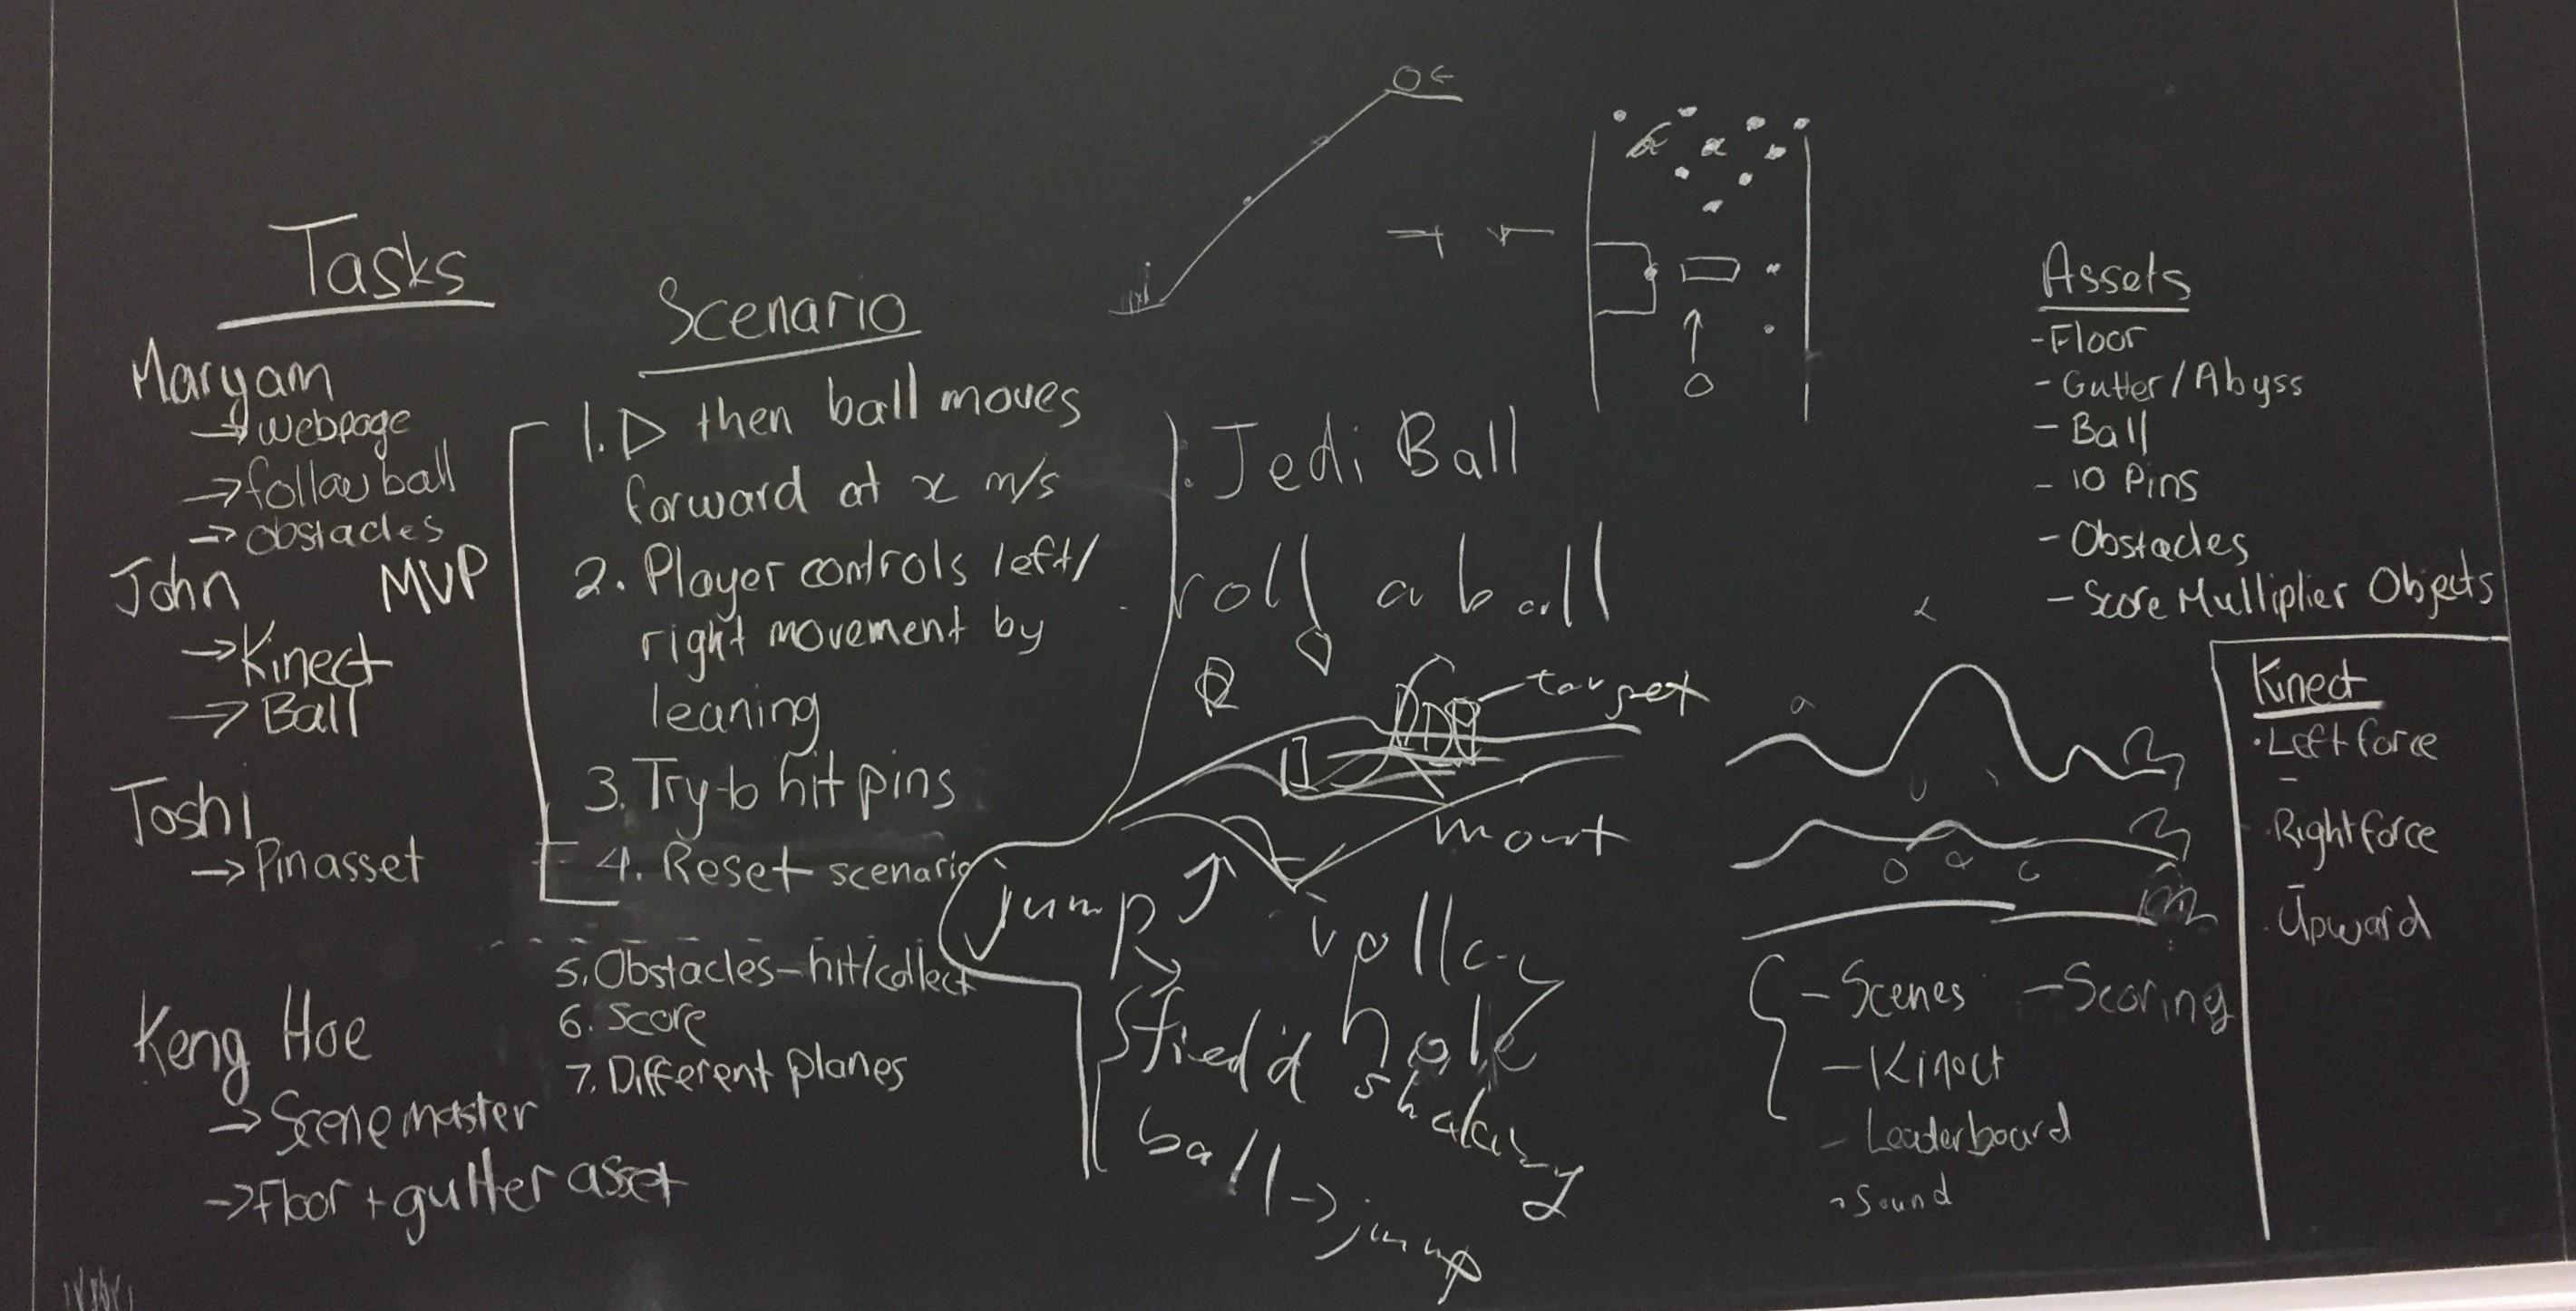 Tasks
Maryam
→ webpage
→ follow ball
→ obstacles
John
→ Kinect
→ Ball
Toshi
→ Pin asset
Keng Hoe
→ Scene master
→ Floor + gutter asset
MVP
Scenario
1. ▷ then ball moves
forward at x m/s
2. Player controls left/
right movement by
leaning
3. Try to hit pins
4. Reset scenario
5. Obstacles - hit/collect
6. Score
7. Different planes
Jedi Ball
roll a ball
target
mount
jump
valley
field hole
shaking
ball → jump
Assets
- Floor
- Gutter/Abyss
- Ball
- 10 Pins
- Obstacles
- Score Multiplier Objects
Kinect
· Left force
· Right force
· Upward
- Scenes - Scoring
- Kinect
- Leaderboard
- Sound